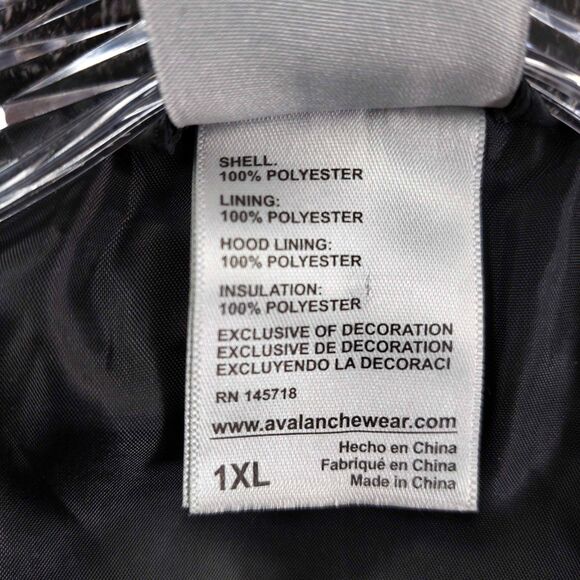 SHELL.
100% POLYESTER
LINING:
100% POLYESTER
HOOD LINING:
100% POLYESTER
INSULATION:
100% POLYESTER
EXCLUSIVE OF DECORATION
EXCLUSIVE DE DECORATION
EXCLUYENDO LA DECORACI
RN 145718
www.avalanchewear.com
1XL
Hecho en China
Fabriqué en China
Made in China